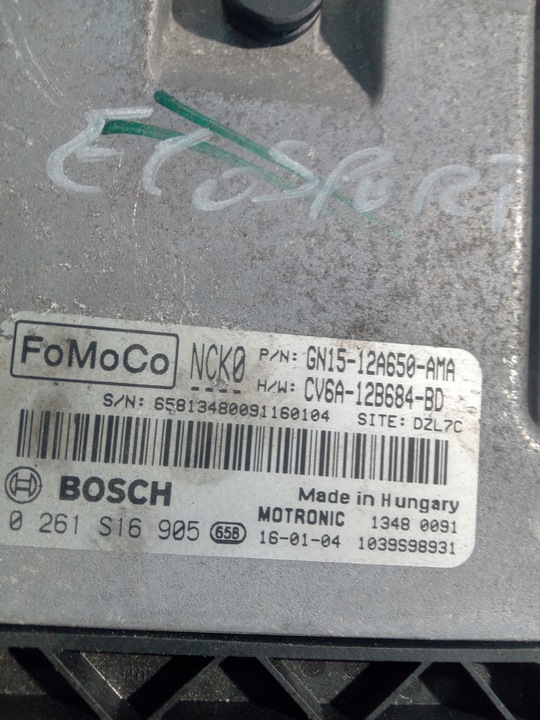 ECOSPORT
FoMoCo NCK0 P/N: GN15-12A650-AMA
H/W: CV6A-12B684-BD
S/N: 65813480091160104 SITE: DZL7C
BOSCH Made in Hungary
0 261 S16 905 658 MOTRONIC 1348 0091
16-01-04 1039S98931